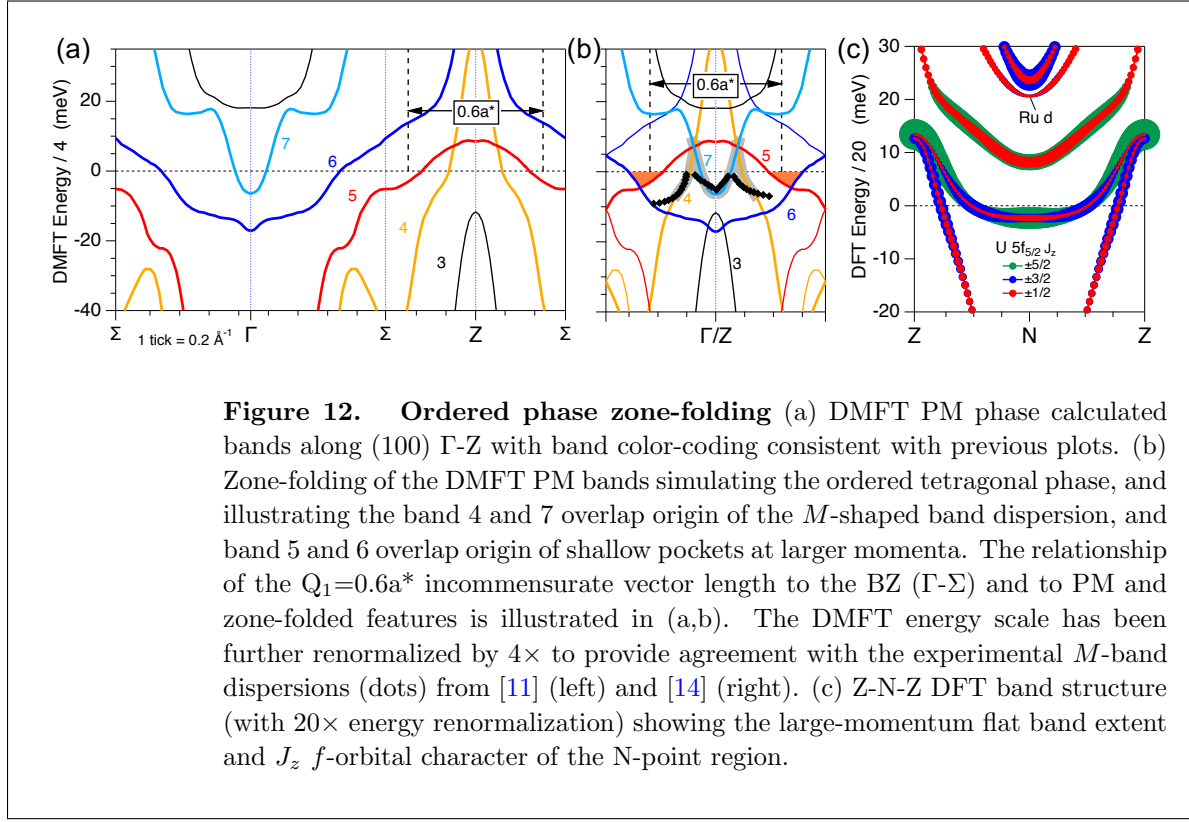 (a)
(b)
(c)
DMFT Energy / 4 (meV)
20
0
-20
-40
0.6a*
7
6
5
4
3
Σ
Γ
Σ
Z
Σ
1 tick = 0.2 Å⁻¹
20
0
-20
-40
0.6a*
7
5
4
6
3
Γ/Z
DFT Energy / 20 (meV)
30
20
10
0
-10
-20
Ru d
U 5f5/2 Jz
±5/2
±3/2
±1/2
Z
N
Z
Figure 12. Ordered phase zone-folding (a) DMFT PM phase calculated
bands along (100) Γ-Z with band color-coding consistent with previous plots. (b)
Zone-folding of the DMFT PM bands simulating the ordered tetragonal phase, and
illustrating the band 4 and 7 overlap origin of the M-shaped band dispersion, and
band 5 and 6 overlap origin of shallow pockets at larger momenta. The relationship
of the Q1=0.6a* incommensurate vector length to the BZ (Γ-Σ) and to PM and
zone-folded features is illustrated in (a,b). The DMFT energy scale has been
further renormalized by 4× to provide agreement with the experimental M-band
dispersions (dots) from [11] (left) and [14] (right). (c) Z-N-Z DFT band structure
(with 20× energy renormalization) showing the large-momentum flat band extent
and Jz f-orbital character of the N-point region.